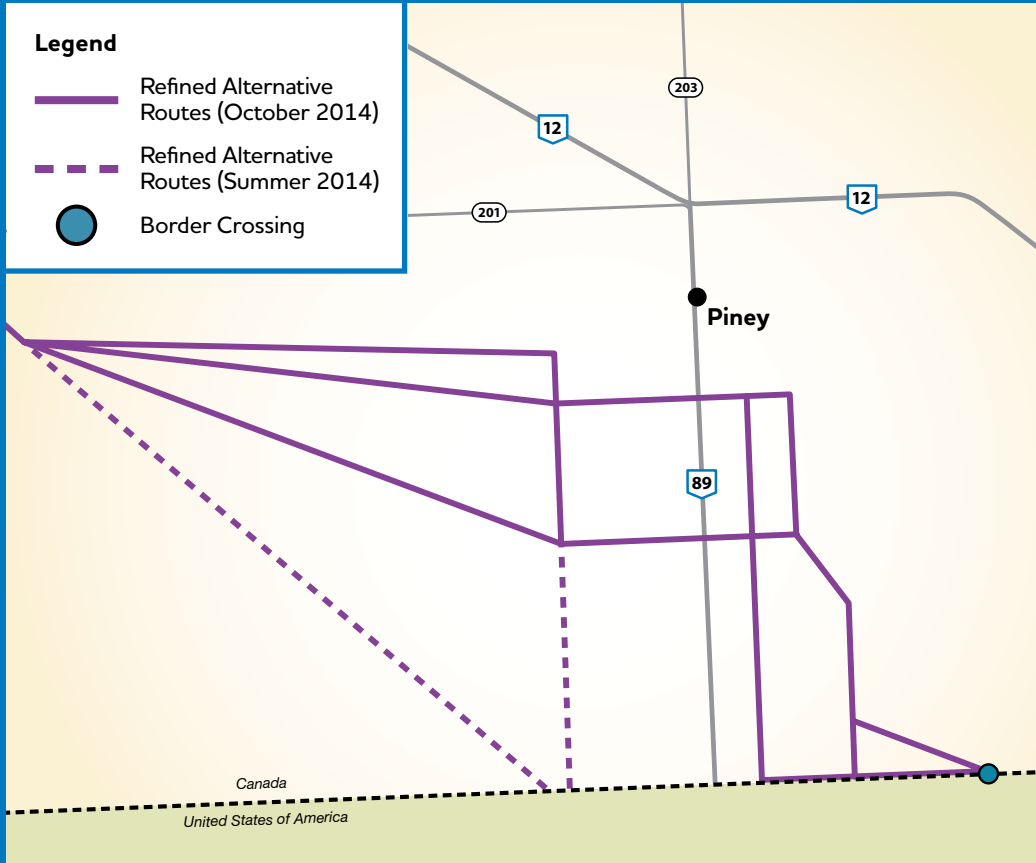 Legend
Refined Alternative
Routes (October 2014)
Refined Alternative
Routes (Summer 2014)
Border Crossing
203
12
12
201
Piney
89
Canada
United States of America